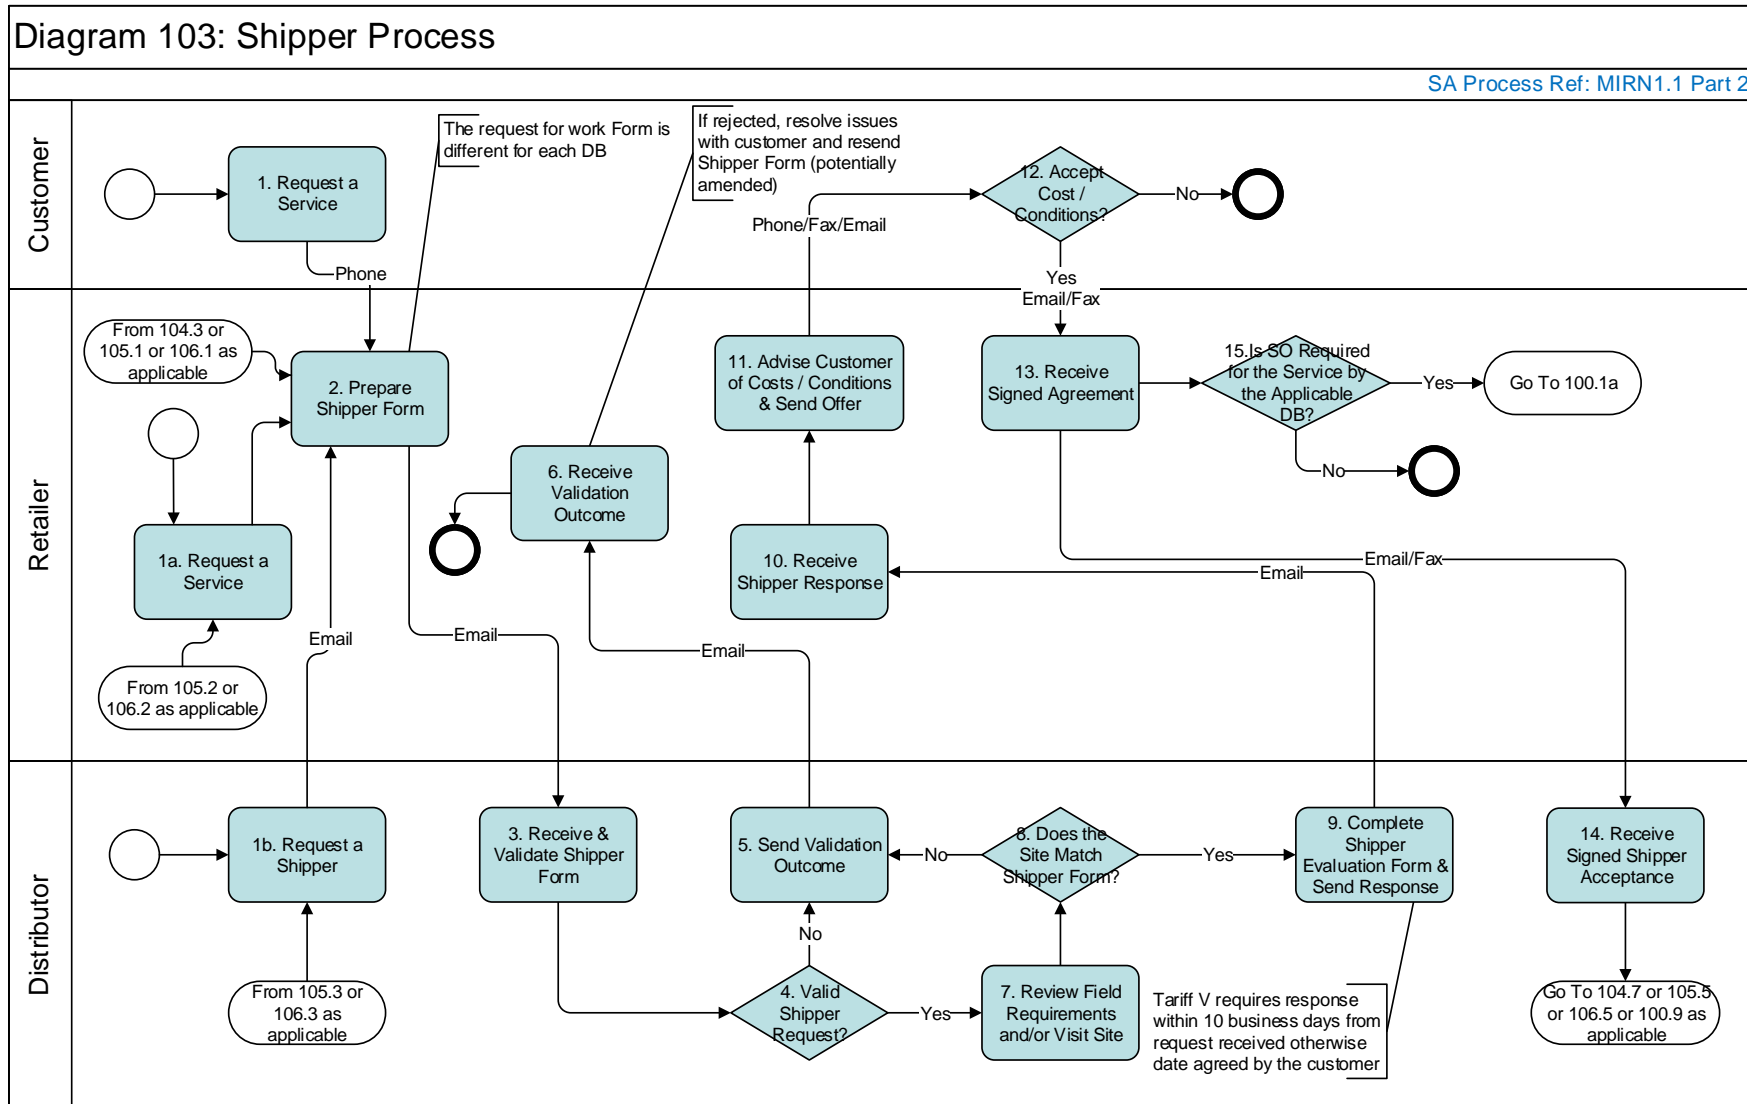 Diagram 103: Shipper Process
SA Process Ref: MIRN1.1 Part 2
Customer
1. Request a
Service
Phone
The request for work Form is
different for each DB
If rejected, resolve issues
with customer and resend
Shipper Form (potentially
amended)
Phone/Fax/Email
12. Accept
Cost /
Conditions?
No
Yes
Email/Fax
Retailer
From 104.3 or
105.1 or 106.1 as
applicable
2. Prepare
Shipper Form
1a. Request a
Service
From 105.2 or
106.2 as applicable
Email
Email
6. Receive
Validation
Outcome
Email
11. Advise Customer
of Costs / Conditions
& Send Offer
10. Receive
Shipper Response
13. Receive
Signed Agreement
15.Is SO Required
for the Service by
the Applicable
DB?
Yes
Go To 100.1a
No
Email/Fax
Email
Distributor
1b. Request a
Shipper
From 105.3 or
106.3 as
applicable
3. Receive &
Validate Shipper
Form
5. Send Validation
Outcome
No
4. Valid
Shipper
Request?
Yes
No
8. Does the
Site Match
Shipper Form?
Yes
7. Review Field
Requirements
and/or Visit Site
9. Complete
Shipper
Evaluation Form &
Send Response
Tariff V requires response
within 10 business days from
request received otherwise
date agreed by the customer
14. Receive
Signed Shipper
Acceptance
Go To 104.7 or 105.5
or 106.5 or 100.9 as
applicable